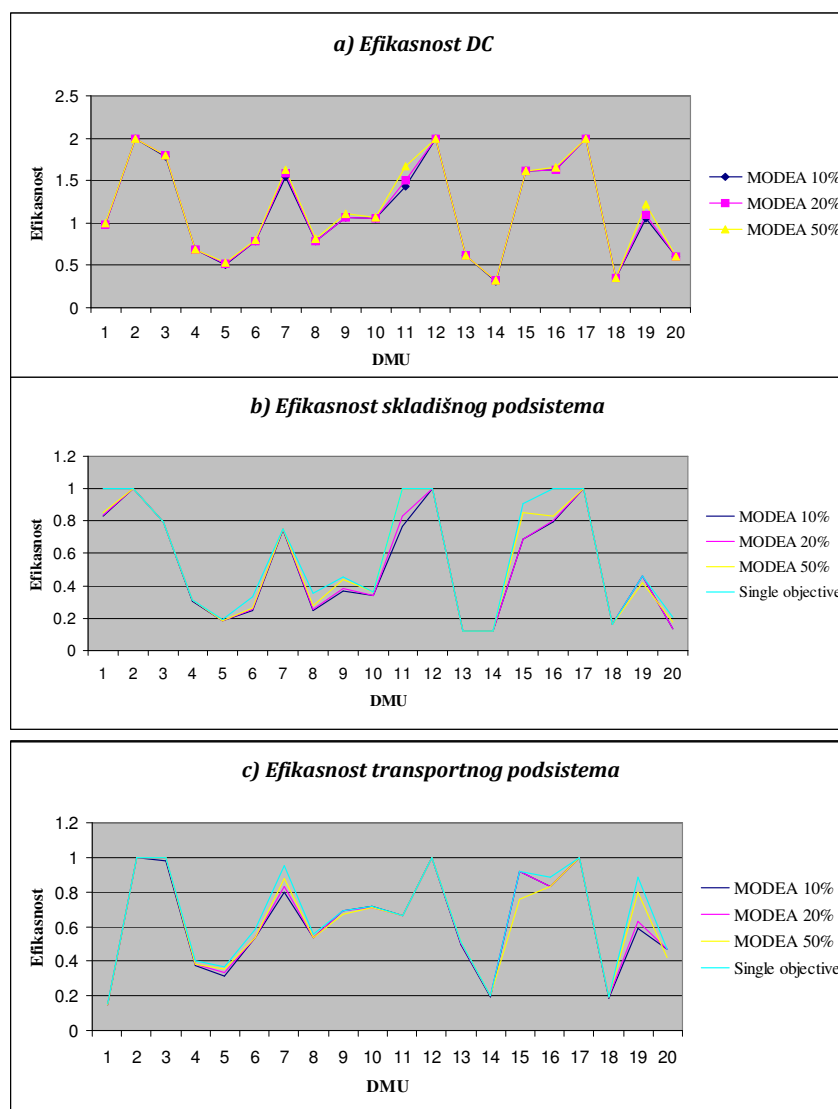 a) Efikasnost DC
2.5
2
1.5
1
0.5
0
Efikasnost
1 2 3 4 5 6 7 8 9 10 11 12 13 14 15 16 17 18 19 20
DMU
MODEA 10%
MODEA 20%
MODEA 50%
b) Efikasnost skladišnog podsistema
1.2
1
0.8
0.6
0.4
0.2
0
Efikasnost
1 2 3 4 5 6 7 8 9 10 11 12 13 14 15 16 17 18 19 20
DMU
MODEA 10%
MODEA 20%
MODEA 50%
Single objective
c) Efikasnost transportnog podsistema
1.2
1
0.8
0.6
0.4
0.2
0
Efikasnost
1 2 3 4 5 6 7 8 9 10 11 12 13 14 15 16 17 18 19 20
DMU
MODEA 10%
MODEA 20%
MODEA 50%
Single objective